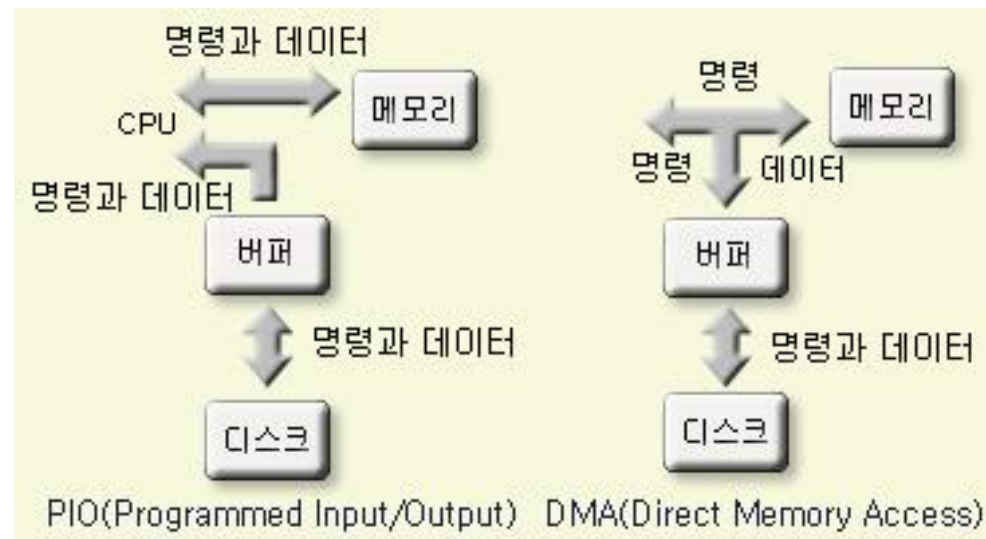 명령과 데이터
메모리
CPU
명령과 데이터
버퍼
명령과 데이터
디스크
PIO(Programmed Input/Output)
명령
메모리
명령
데이터
버퍼
명령과 데이터
디스크
DMA(Direct Memory Access)